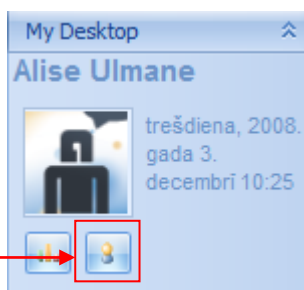 My Desktop
Alise Ulmane
trešdiena, 2008.
gada 3.
decembrī 10:25